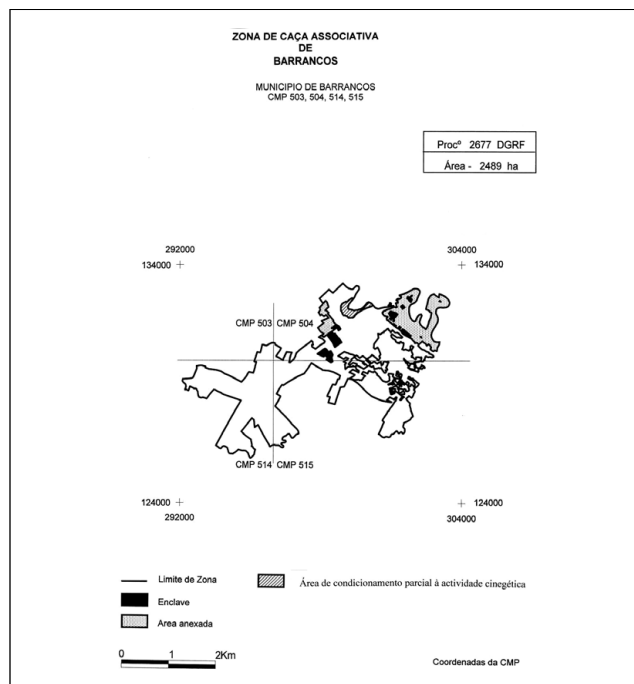 ZONA DE CAÇA ASSOCIATIVA
DE
BARRANCOS
MUNICIPIO DE BARRANCOS
CMP 503, 504, 514, 515
Procº 2677 DGRF
Área - 2489 ha
292000
304000
134000
134000
CMP 503
CMP 504
CMP 514
CMP 515
124000
124000
292000
304000
Limite de Zona
Área de condicionamento parcial à actividade cinegética
Enclave
Area anexada
0 1 2Km
Coordenadas da CMP